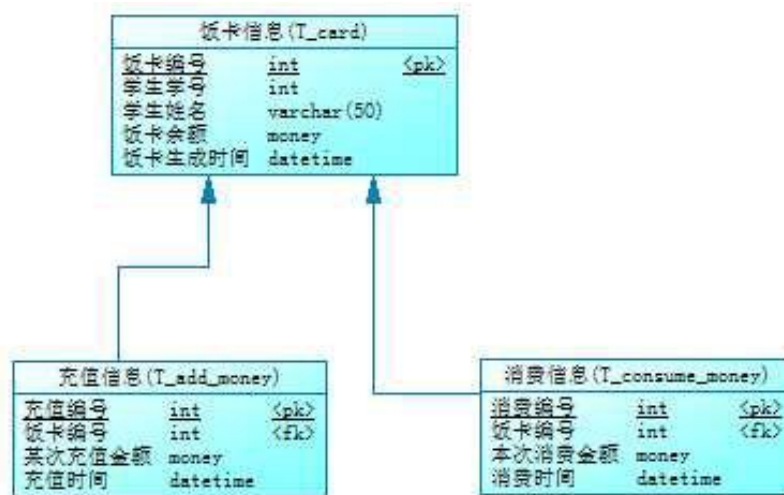 饭卡信息(T_card)
饭卡编号 int <pk>
学生学号 int
学生姓名 varchar(50)
饭卡余额 money
饭卡生成时间 datetime
充值信息(T_add_money)
充值编号 int <pk>
饭卡编号 int <fk>
某次充值金额 money
充值时间 datetime
消费信息(T_consume_money)
消费编号 int <pk>
饭卡编号 int <fk>
本次消费金额 money
消费时间 datetime